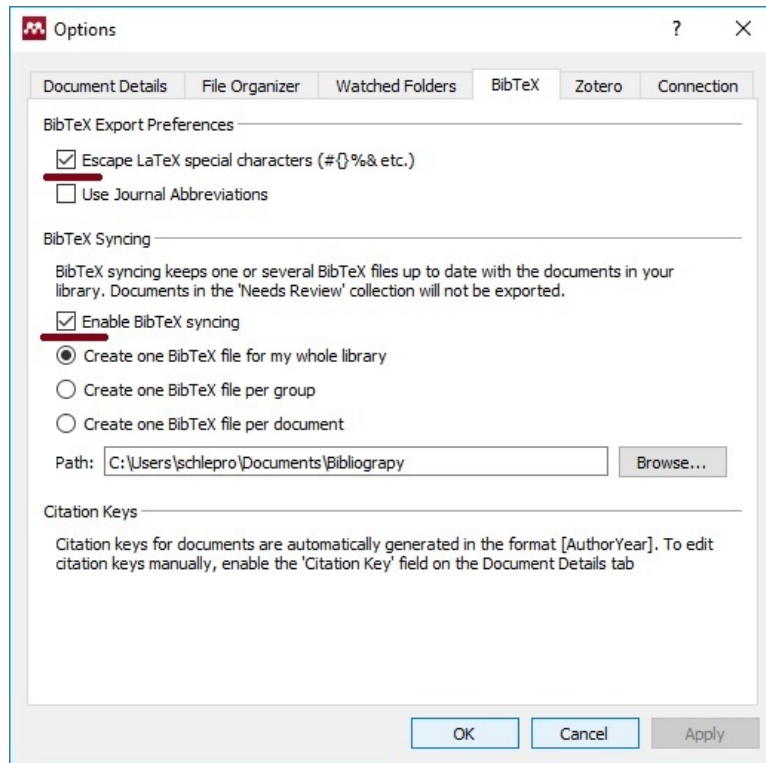 Options
Document Details File Organizer Watched Folders BibTeX Zotero Connection
BibTeX Export Preferences
Escape LaTeX special characters (#{}%& etc.)
Use Journal Abbreviations
BibTeX Syncing
BibTeX syncing keeps one or several BibTeX files up to date with the documents in your
library. Documents in the 'Needs Review' collection will not be exported.
Enable BibTeX syncing
Create one BibTeX file for my whole library
Create one BibTeX file per group
Create one BibTeX file per document
Path: C:\Users\schlepro\Documents\Bibliograpy Browse...
Citation Keys
Citation keys for documents are automatically generated in the format [AuthorYear]. To edit
citation keys manually, enable the 'Citation Key' field on the Document Details tab
OK Cancel Apply